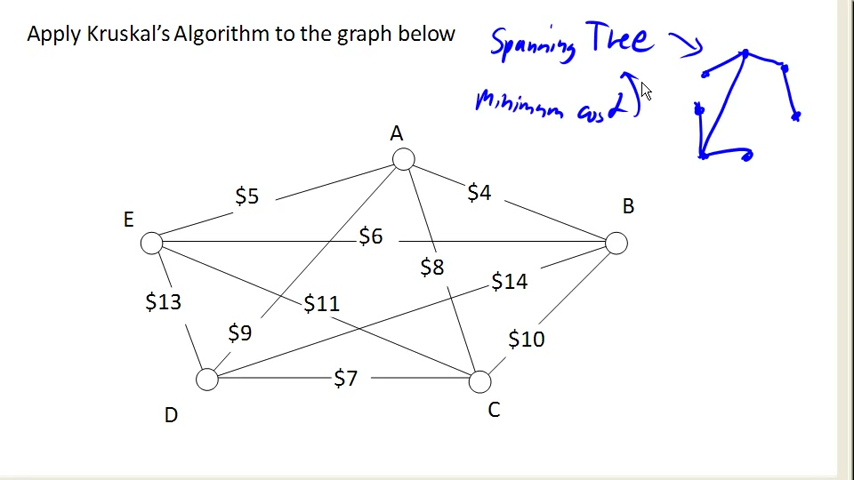 Apply Kruskal's Algorithm to the graph below
Spanning Tree
Minimum cost
A
$5
$4
E
B
$6
$8
$14
$13
$11
$9
$10
$7
D
C